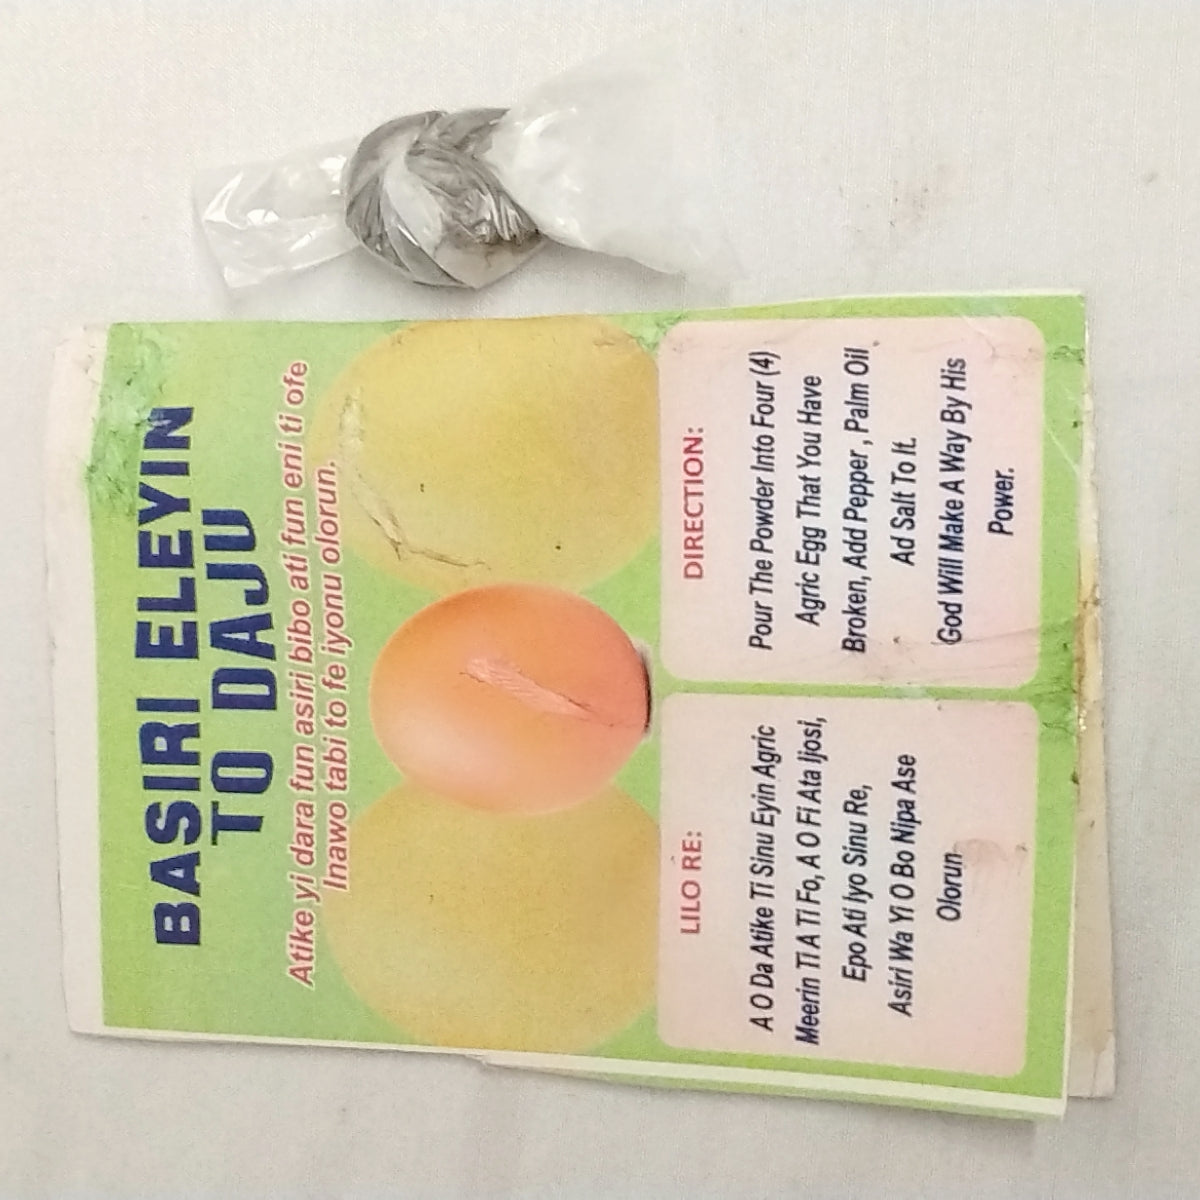 BASIRI ELEYIN
TO DAJU
Atike yi dara fun asiri bibo ati fun eni ti ofe
Inawo tabi to fe iyonu olorun.
LILO RE:
A O Da Atike Ti Sinu Eyin Agric
Meerin Ti A Ti Fo, A O Fi Ata Ijosi,
Epo Ati Iyo Sinu Re,
Asiri Wa Yi O Bo Nipa Ase
Olorun
DIRECTION:
Pour The Powder Into Four (4)
Agric Egg That You Have
Broken, Add Pepper , Palm Oil
Ad Salt To It.
God Will Make A Way By His
Power.